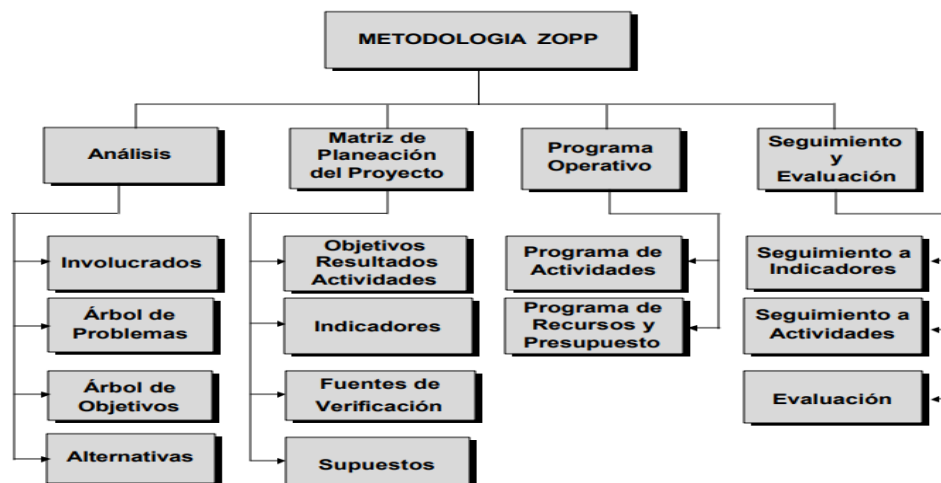 METODOLOGIA ZOPP
Análisis
Matriz de
Planeación
del Proyecto
Programa
Operativo
Seguimiento
y
Evaluación
Involucrados
Árbol de
Problemas
Árbol de
Objetivos
Alternativas
Objetivos
Resultados
Actividades
Indicadores
Fuentes de
Verificación
Supuestos
Programa de
Actividades
Programa de
Recursos y
Presupuesto
Seguimiento a
Indicadores
Seguimiento a
Actividades
Evaluación